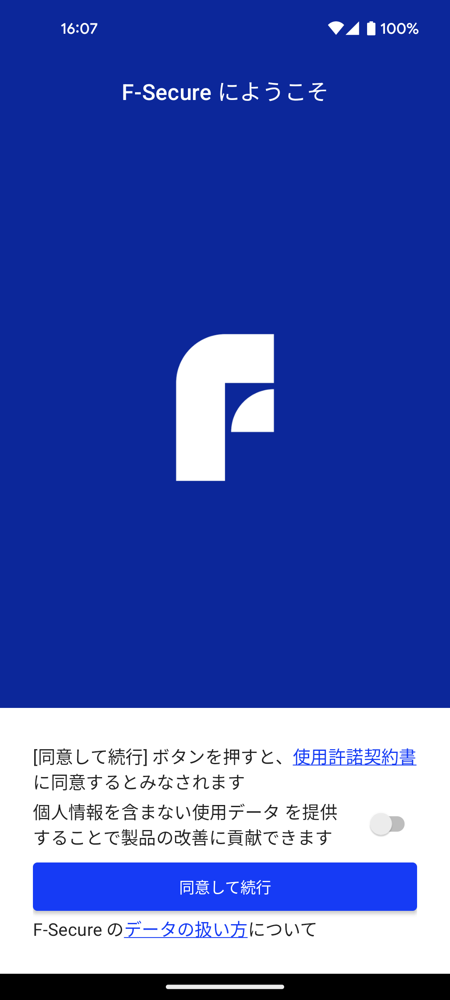 16:07
100%
F-Secure にようこそ
[同意して続行] ボタンを押すと、使用許諾契約書
に同意するとみなされます
個人情報を含まない使用データ を提供
することで製品の改善に貢献できます
同意して続行
F-Secure のデータの扱い方について